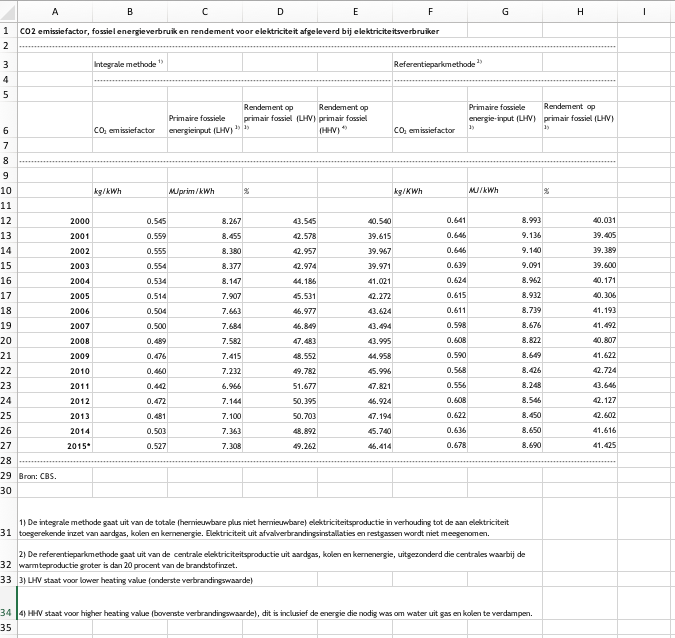 A B C D E F G H I
1 CO2 emissiefactor, fossiel energieverbruik en rendement voor elektriciteit afgeleverd bij elektriciteitsverbruiker
2
3 Integrale methode 1) Referentieparkmethode 2)
4
5
6 CO2 emissiefactor Primaire fossiele energieinput (LHV) 3) Rendement op primair fossiel (LHV) 3) Rendement op primair fossiel (HHV) 4) CO2 emissiefactor Primaire fossiele energie-input (LHV) 3) Rendement op primair fossiel (LHV) 3)
7
8
9
10 kg/kWh MJprim/kWh % kg/KWh MJ/kWh %
11
12 2000 0.545 8.267 43.545 40.540 0.641 8.993 40.031
13 2001 0.559 8.455 42.578 39.615 0.646 9.136 39.405
14 2002 0.555 8.380 42.957 39.967 0.646 9.140 39.389
15 2003 0.554 8.377 42.974 39.971 0.639 9.091 39.600
16 2004 0.534 8.147 44.186 41.021 0.624 8.962 40.171
17 2005 0.514 7.907 45.531 42.272 0.615 8.932 40.306
18 2006 0.504 7.663 46.977 43.624 0.611 8.739 41.193
19 2007 0.500 7.684 46.849 43.494 0.598 8.676 41.492
20 2008 0.489 7.582 47.483 43.995 0.608 8.822 40.807
21 2009 0.476 7.415 48.552 44.958 0.590 8.649 41.622
22 2010 0.460 7.232 49.782 45.996 0.568 8.426 42.724
23 2011 0.442 6.966 51.677 47.821 0.556 8.248 43.646
24 2012 0.472 7.144 50.395 46.924 0.608 8.546 42.127
25 2013 0.481 7.100 50.703 47.194 0.622 8.450 42.602
26 2014 0.503 7.363 48.892 45.740 0.636 8.650 41.616
27 2015* 0.527 7.308 49.262 46.414 0.678 8.690 41.425
28
29 Bron: CBS.
30
1) De integrale methode gaat uit van de totale (hernieuwbare plus niet hernieuwbare) elektriciteitsproductie in verhouding tot de aan elektriciteit
31 toegerekende inzet van aardgas, kolen en kernenergie. Elektriciteit uit afvalverbrandingsinstallaties en restgassen wordt niet meegenomen.
2) De referentieparkmethode gaat uit van de centrale elektriciteitsproductie uit aardgas, kolen en kernenergie, uitgezonderd die centrales waarbij de
32 warmteproductie groter is dan 20 procent van de brandstofinzet.
33 3) LHV staat voor lower heating value (onderste verbrandingswaarde)
34 4) HHV staat voor higher heating value (bovenste verbrandingswaarde), dit is inclusief de energie die nodig was om water uit gas en kolen te verdampen.
35